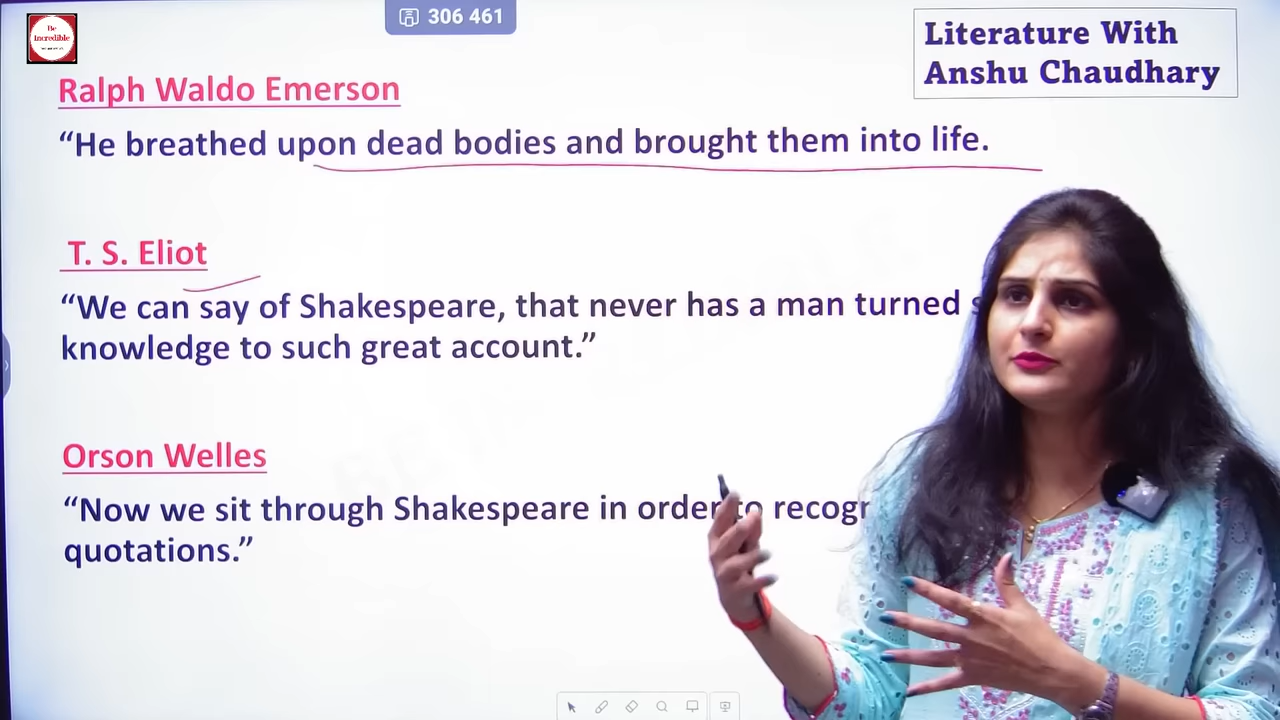 Be
Incredible
306 461
Literature With
Anshu Chaudhary
Ralph Waldo Emerson
“He breathed upon dead bodies and brought them into life.
T. S. Eliot
“We can say of Shakespeare, that never has a man turned
knowledge to such great account.”
Orson Welles
“Now we sit through Shakespeare in order to
quotations.”